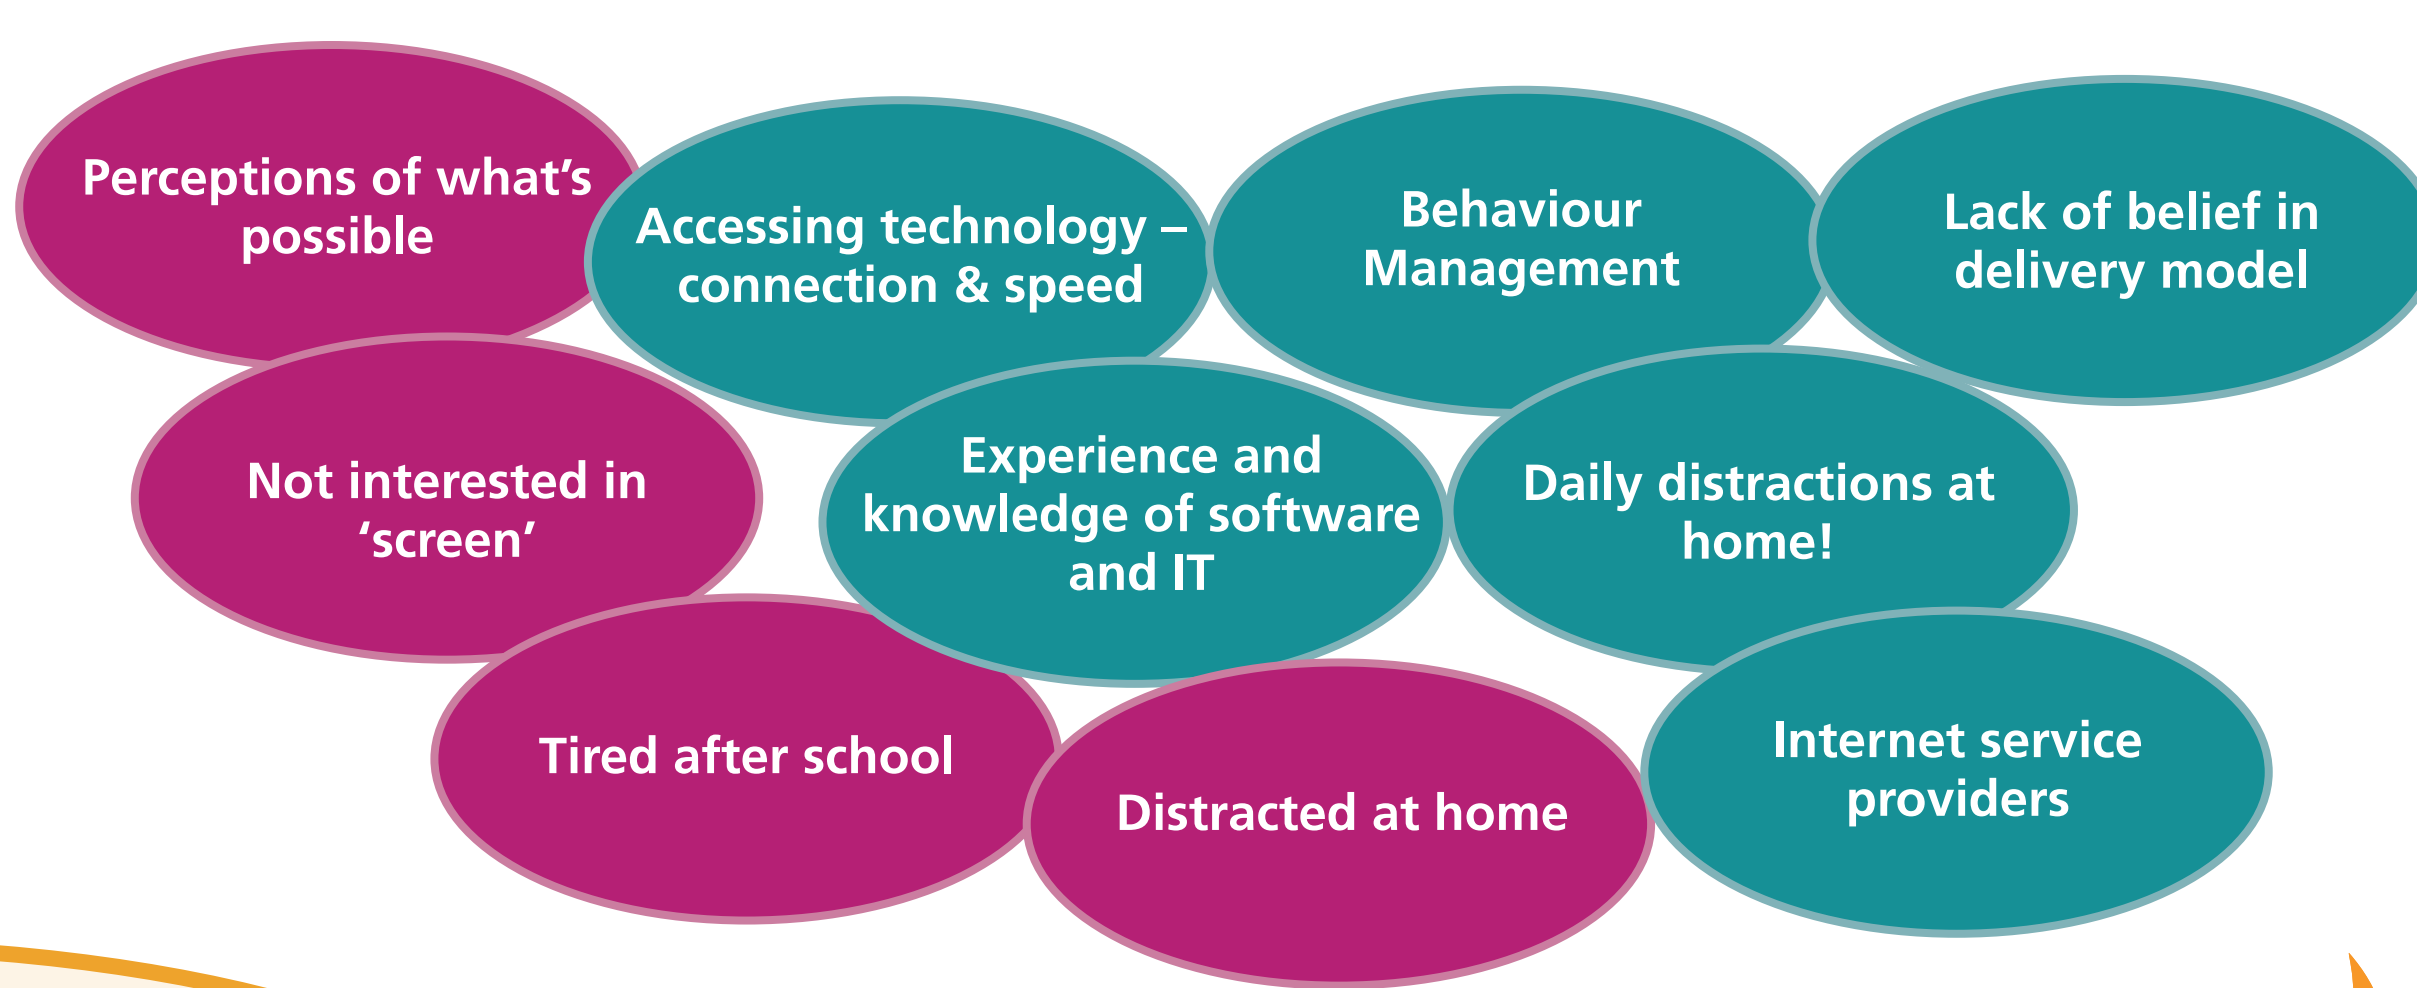 Perceptions of what’s
possible
Accessing technology –
connection & speed
Behaviour
Management
Lack of belief in
delivery model
Not interested in
‘screen’
Experience and
knowledge of software
and IT
Daily distractions at
home!
Tired after school
Distracted at home
Internet service
providers